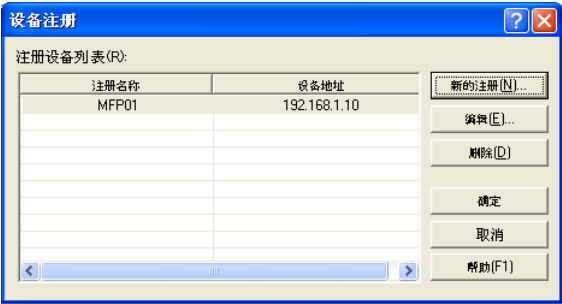 设备注册
注册设备列表(R):
注册名称 设备地址
MFP01 192.168.1.10
新的注册[N]...
编辑[E]...
删除[D]
确定
取消
帮助(F1)